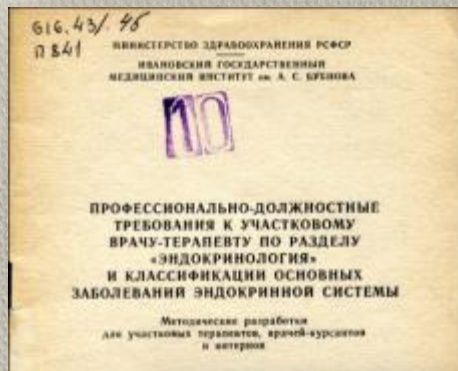 616.43/.45
П 841
МИНИСТЕРСТВО ЗДРАВООХРАНЕНИЯ РСФСР
ИВАНОВСКИЙ ГОСУДАРСТВЕННЫЙ
МЕДИЦИНСКИЙ ИНСТИТУТ им. А. С. БУБНОВА
10
ПРОФЕССИОНАЛЬНО-ДОЛЖНОСТНЫЕ
ТРЕБОВАНИЯ К УЧАСТКОВОМУ
ВРАЧУ-ТЕРАПЕВТУ ПО РАЗДЕЛУ
«ЭНДОКРИНОЛОГИЯ»
И КЛАССИФИКАЦИИ ОСНОВНЫХ
ЗАБОЛЕВАНИЙ ЭНДОКРИННОЙ СИСТЕМЫ
Методические разработки
для участковых терапевтов, врачей-курсантов
и интернов